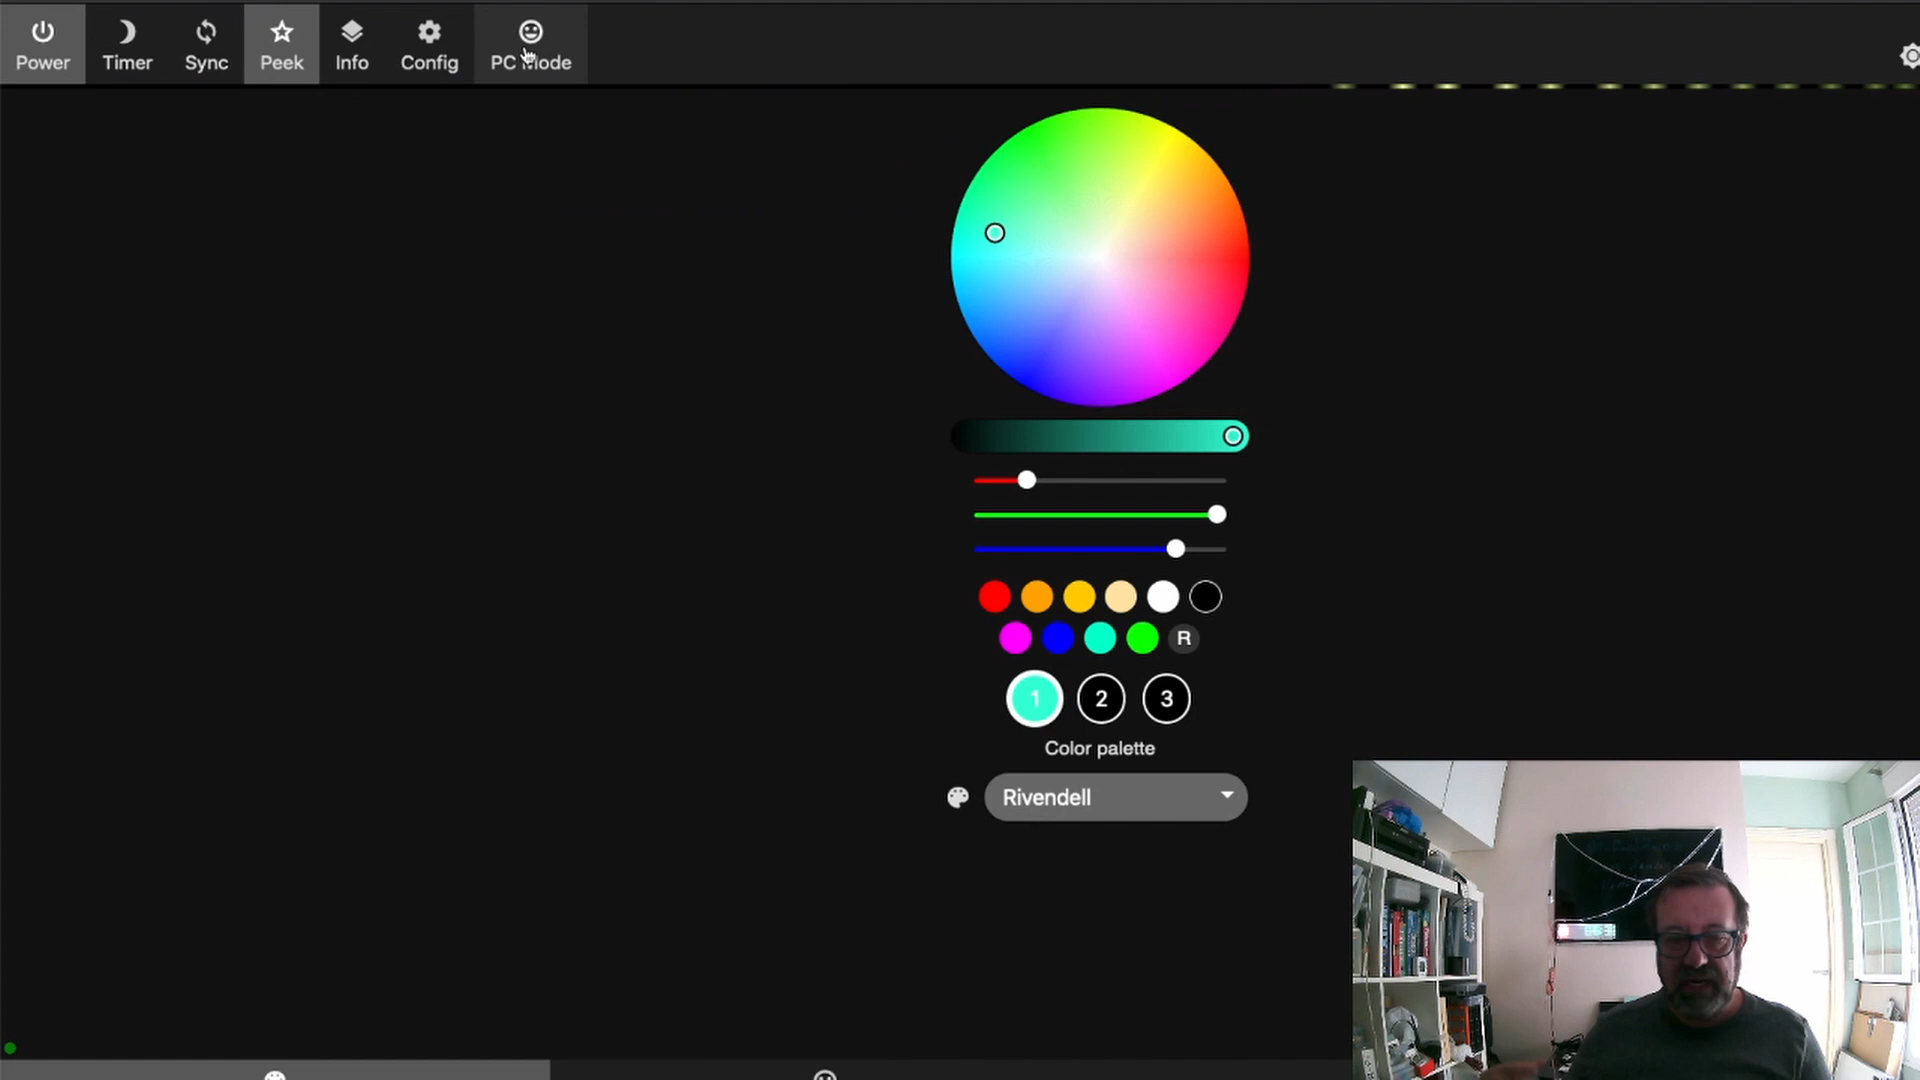 Power Timer Sync Peek Info Config PC Mode
R
1 2 3
Color palette
Rivendell